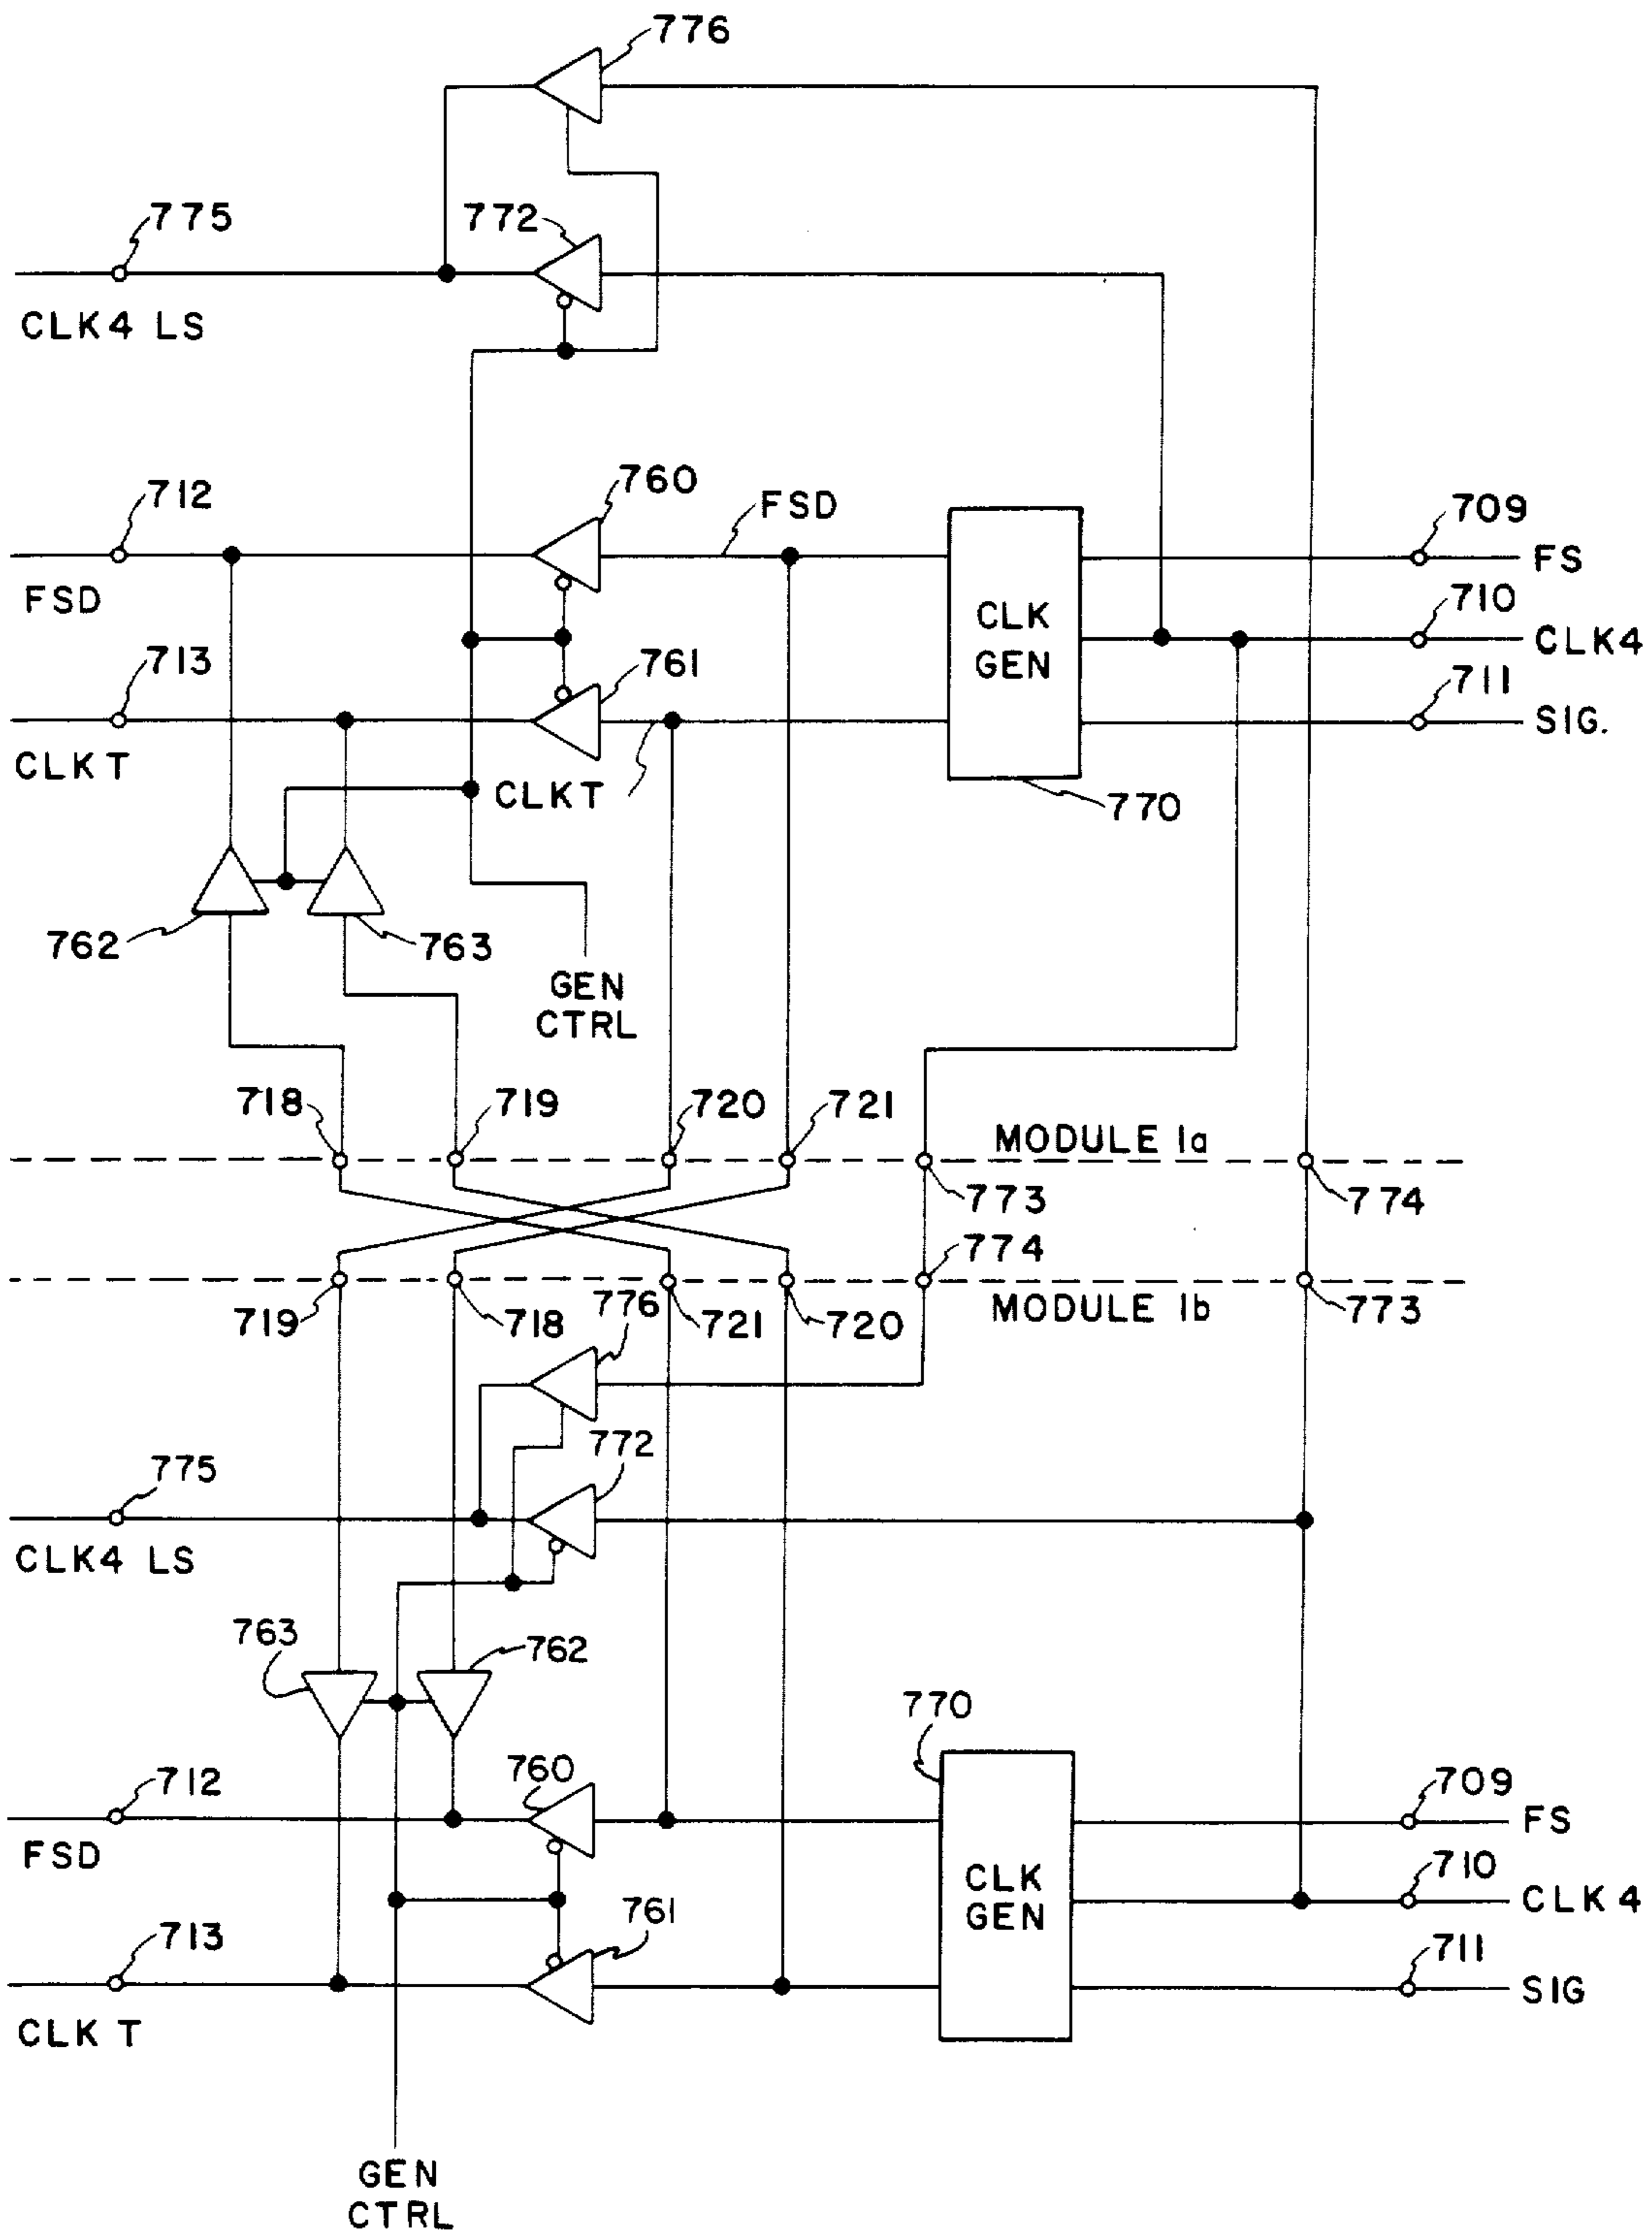 776
775
772
CLK4 LS
712
760
FSD
709
FS
FSD
CLK
GEN
710
CLK4
713
761
711
SIG.
CLKT
CLKT
770
762
763
GEN
CTRL
718
719
720
721
MODULE 1a
773
774
774
719
718
776
721
720
MODULE 1b
773
775
772
CLK4 LS
763
762
770
712
760
709
FS
FSD
CLK
GEN
710
CLK 4
713
761
711
SIG
CLK T
GEN
CTRL